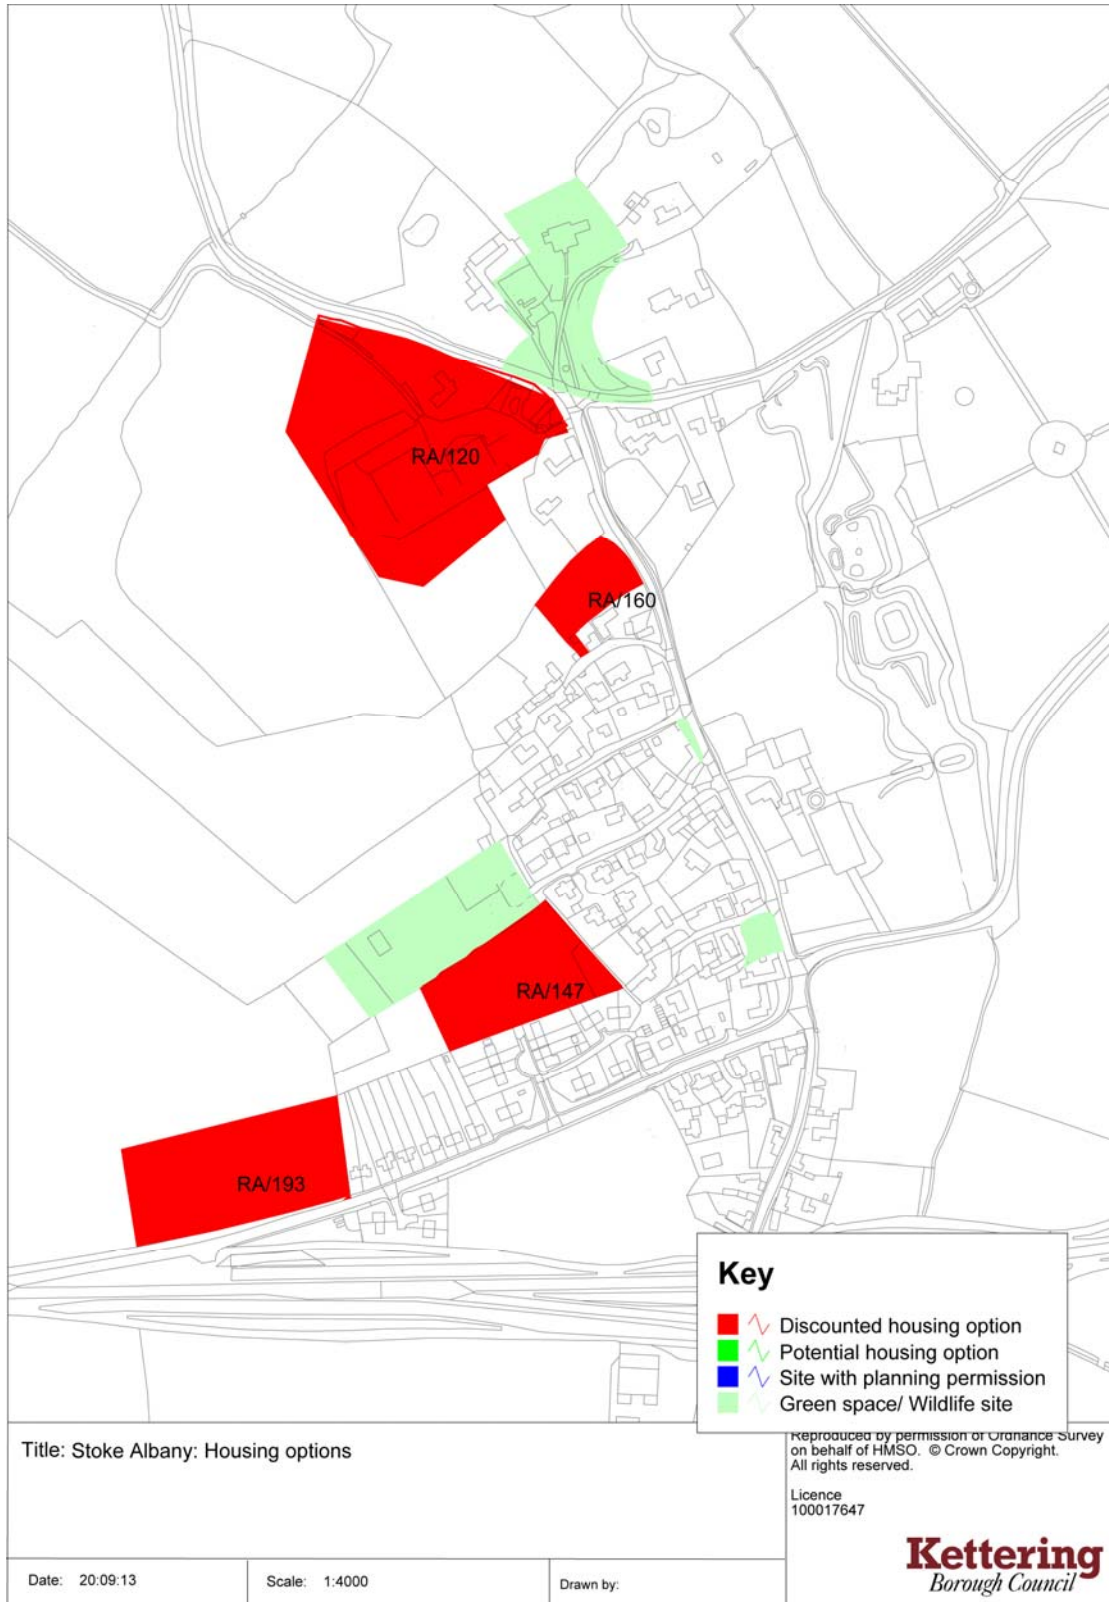 RA/120
RA/160
RA/147
RA/193
Key
Discounted housing option
Potential housing option
Site with planning permission
Green space/ Wildlife site
Title: Stoke Albany: Housing options
Reproduced by permission of Ordnance Survey
on behalf of HMSO. © Crown Copyright.
All rights reserved.
Licence
100017647
Date: 20:09:13
Scale: 1:4000
Drawn by:
Kettering
Borough Council